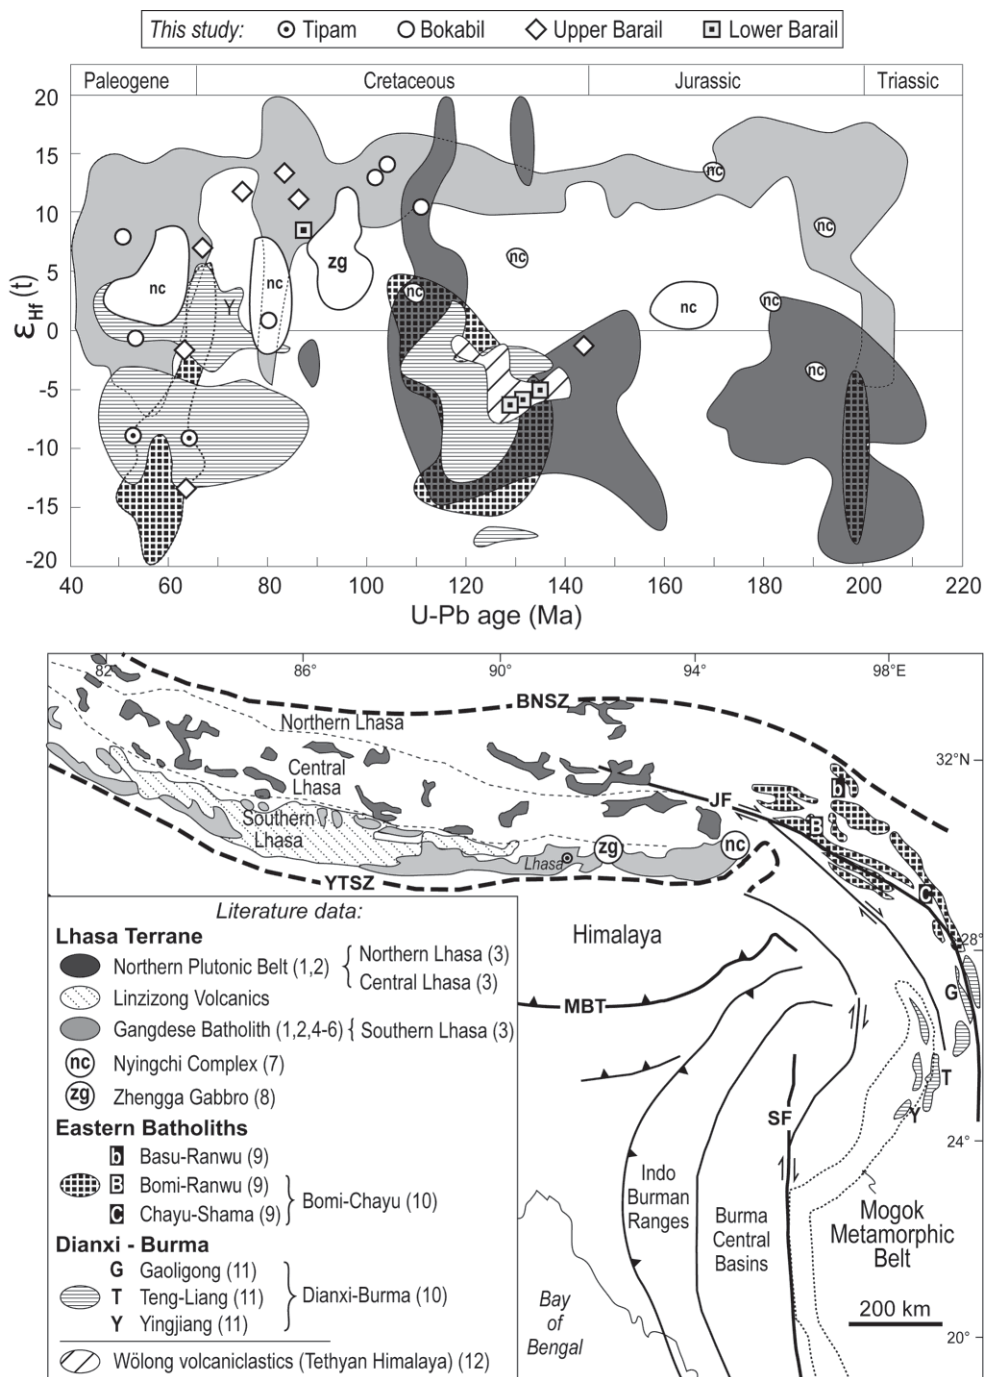 This study: Tipam Bokabil Upper Barail Lower Barail
Paleogene Cretaceous Jurassic Triassic
20
15
10
5
0
-5
-10
-15
-20
εHf (t)
nc
Y
nc
zg
nc
nc
nc
nc
nc
nc
nc
40 60 80 100 120 140 160 180 200 220
U-Pb age (Ma)
82° 86° 90° 94° 98°E
BNSZ
Northern Lhasa
32°N
Central
Lhasa
bı
JF
B
Southern
Lhasa
zg
nc
Lhasa
YTSZ
C
Himalaya
28°
G
MBT
T
SF
Y
24°
Indo
Burman
Ranges
Burma
Central
Basins
Mogok
Metamorphic
Belt
Bay
of
Bengal
200 km
20°
Literature data:
Lhasa Terrane
Northern Plutonic Belt (1,2) { Northern Lhasa (3)
Central Lhasa (3)
Linzizong Volcanics
Gangdese Batholith (1,2,4-6) { Southern Lhasa (3)
nc Nyingchi Complex (7)
zg Zhengga Gabbro (8)
Eastern Batholiths
b Basu-Ranwu (9)
B Bomi-Ranwu (9) } Bomi-Chayu (10)
C Chayu-Shama (9)
Dianxi - Burma
G Gaoligong (11)
T Teng-Liang (11) } Dianxi-Burma (10)
Y Yingjiang (11)
Wölong volcaniclastics (Tethyan Himalaya) (12)